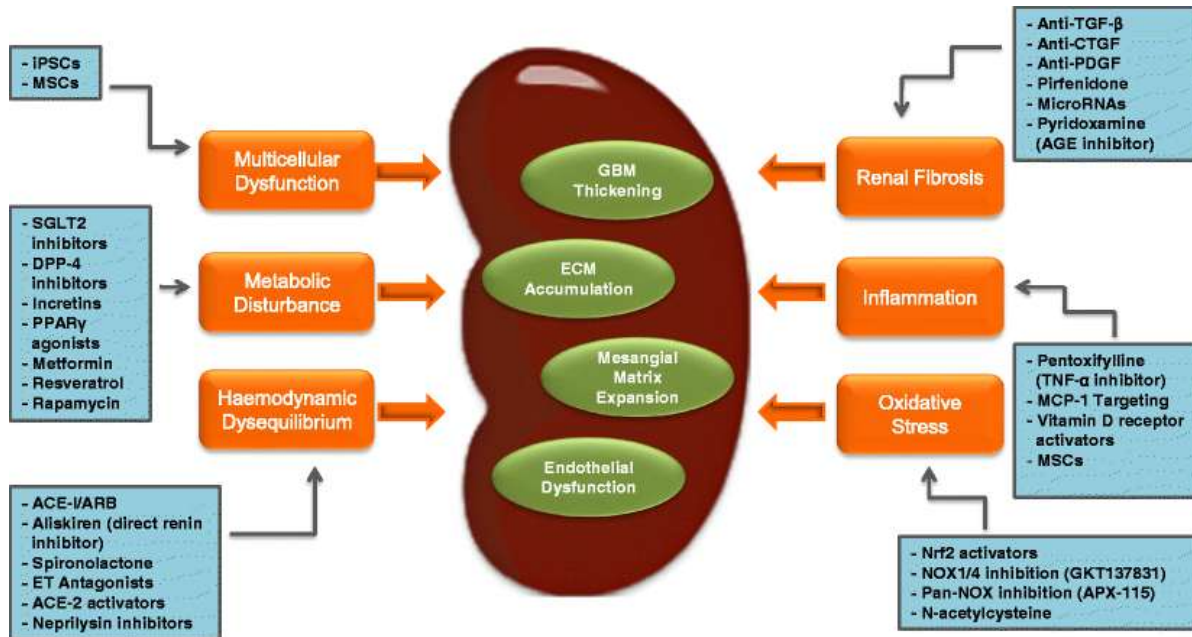 - iPSCs
- MSCs
Multicellular
Dysfunction
- SGLT2
inhibitors
- DPP-4
inhibitors
- Incretins
- PPARγ
agonists
- Metformin
- Resveratrol
- Rapamycin
Metabolic
Disturbance
Haemodynamic
Dysequilibrium
- ACE-I/ARB
- Aliskiren (direct renin
inhibitor)
- Spironolactone
- ET Antagonists
- ACE-2 activators
- Neprilysin inhibitors
GBM
Thickening
ECM
Accumulation
Mesangial
Matrix
Expansion
Endothelial
Dysfunction
- Anti-TGF-β
- Anti-CTGF
- Anti-PDGF
- Pirfenidone
- MicroRNAs
- Pyridoxamine
(AGE inhibitor)
Renal Fibrosis
Inflammation
- Pentoxifylline
(TNF-α inhibitor)
- MCP-1 Targeting
- Vitamin D receptor
activators
- MSCs
Oxidative
Stress
- Nrf2 activators
- NOX1/4 inhibition (GKT137831)
- Pan-NOX inhibition (APX-115)
- N-acetylcysteine